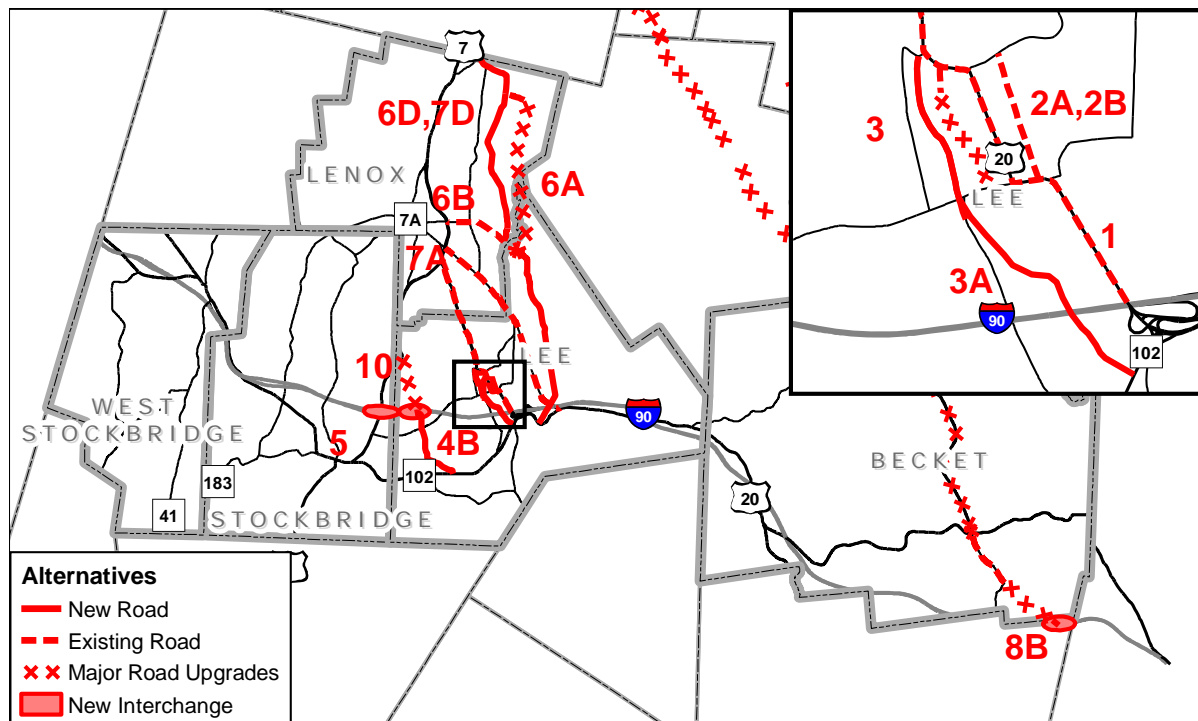 7
6D,7D
LENOX
6B
6A
7A
7A
10
LEE
WEST
STOCKBRIDGE
5
4B
90
BECKET
183
102
20
41
STOCKBRIDGE
8B
3
2A,2B
20
LEE
1
3A
90
102
Alternatives
New Road
Existing Road
Major Road Upgrades
New Interchange